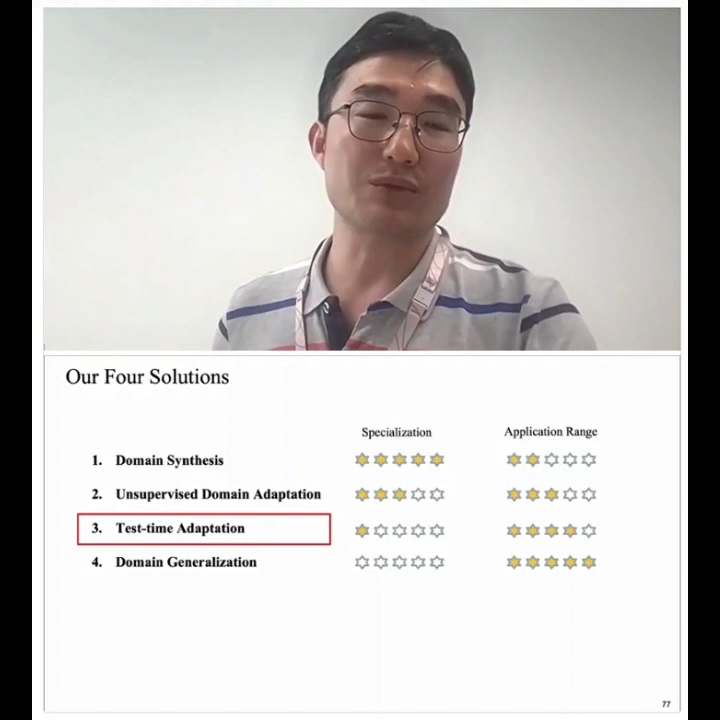 Our Four Solutions
Specialization Application Range
1. Domain Synthesis
2. Unsupervised Domain Adaptation
3. Test-time Adaptation
4. Domain Generalization
77